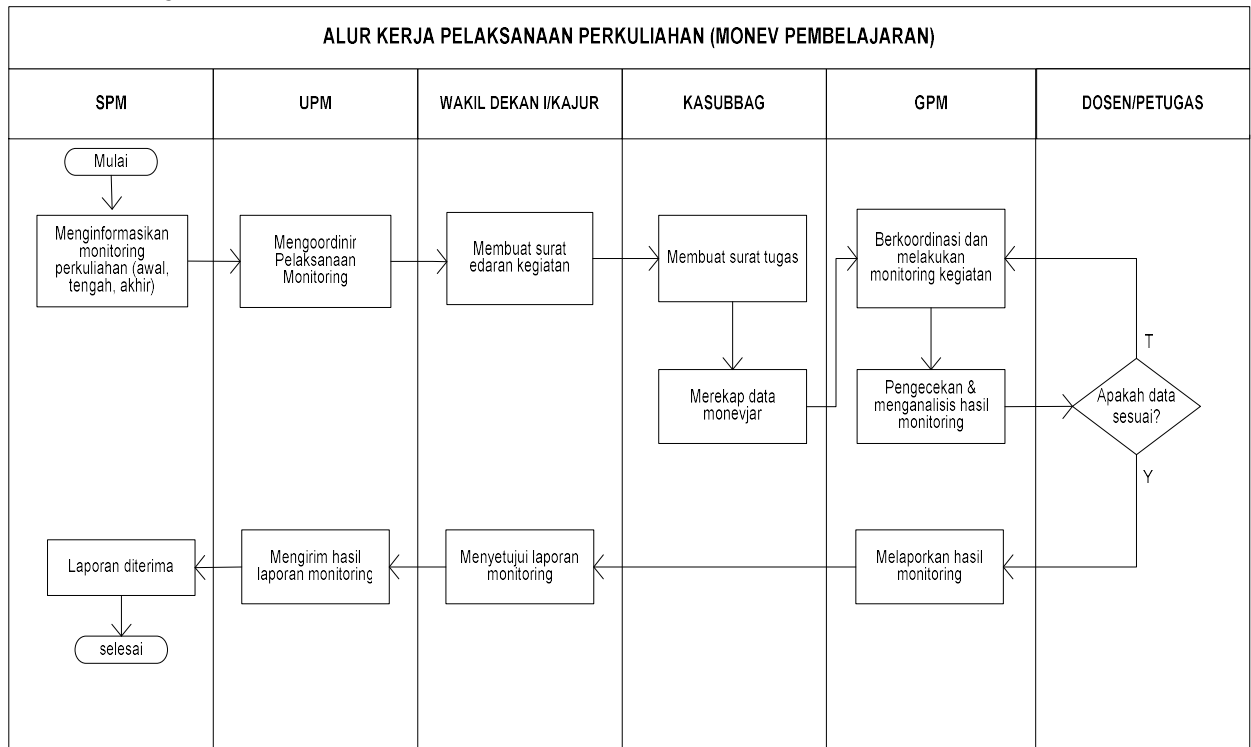 ALUR KERJA PELAKSANAAN PERKULIAHAN (MONEV PEMBELAJARAN)
SPM
UPM
WAKIL DEKAN I/KAJUR
KASUBBAG
GPM
DOSEN/PETUGAS
Mulai
Menginformasikan
monitoring
perkuliahan (awal,
tengah, akhir)
Mengoordinir
Pelaksanaan
Monitoring
Membuat surat
edaran kegiatan
Membuat surat tugas
Berkoordinasi dan
melakukan
monitoring kegiatan
T
Merekap data
monevjar
Pengecekan &
menganalisis hasil
monitoring
Apakah data
sesuai?
Y
Laporan diterima
Mengirim hasil
laporan monitoring
Menyetujui laporan
monitoring
Melaporkan hasil
monitoring
selesai